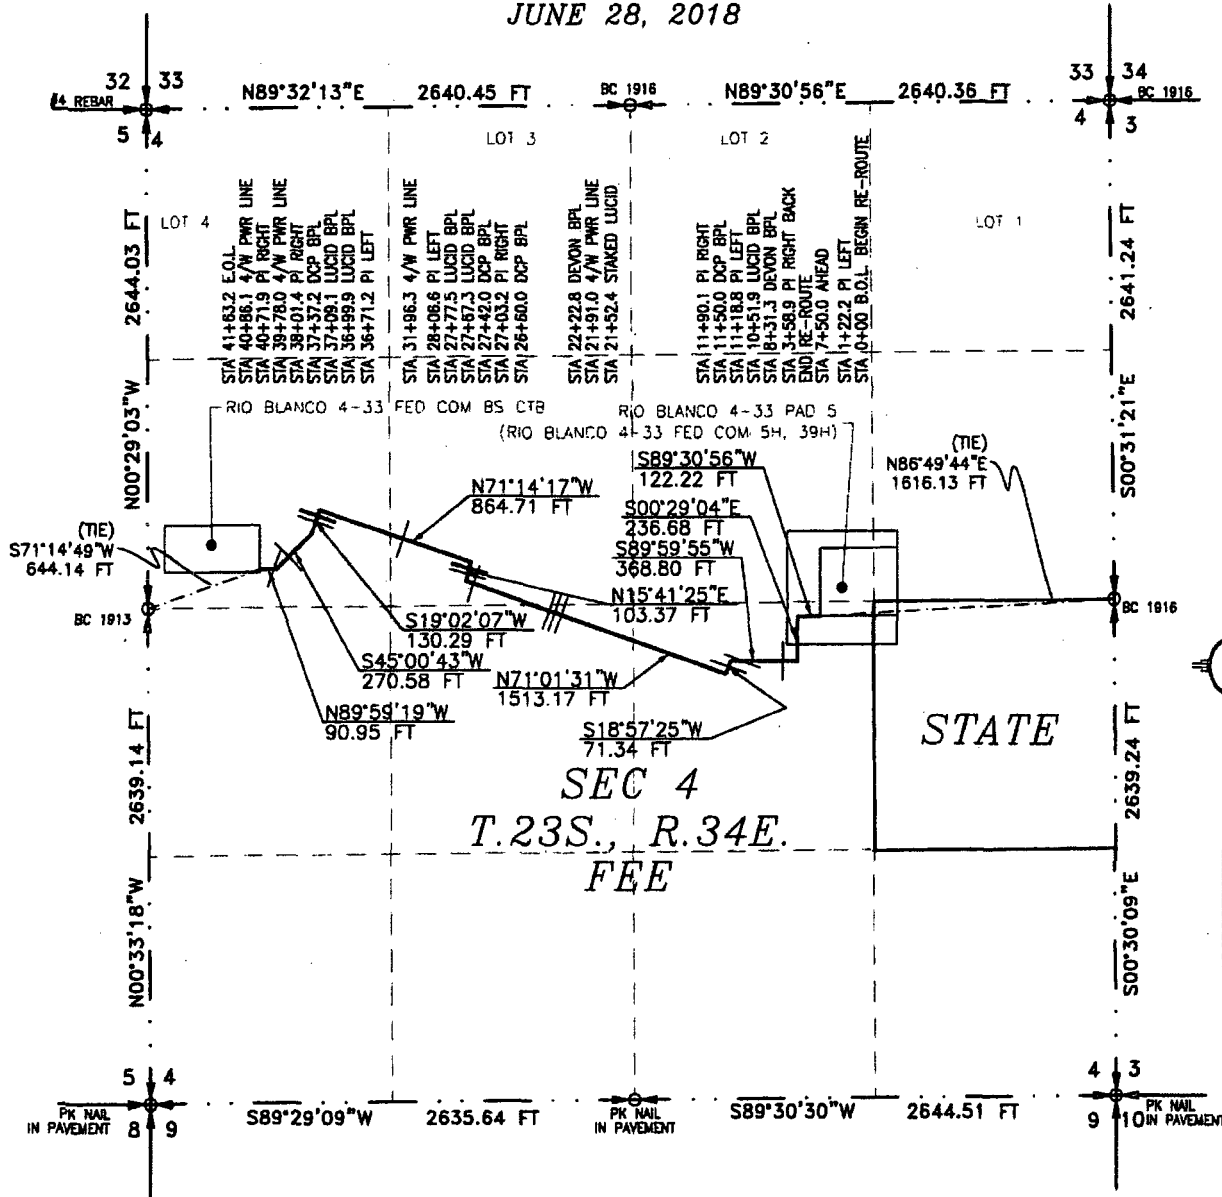 JUNE 28, 2018
32 33
33 34
#4 REBAR
N89°32'13"E 2640.45 FT
BC 1916
N89°30'56"E 2640.36 FT
BC 1916
5 4
4 3
LOT 3
LOT 2
LOT 4
LOT 1
STA 41+63.2 E.O.L.
STA 40+86.1 4/W PWR LINE
STA 40+71.9 PI RIGHT
STA 39+78.0 4/W PWR LINE
STA 38+01.4 PI RIGHT
STA 37+37.2 DCP BPL
STA 37+09.1 LUCID BPL
STA 36+99.9 LUCID BPL
STA 36+71.2 PI LEFT
STA 31+96.3 4/W PWR LINE
STA 28+06.6 PI LEFT
STA 27+77.5 LUCID BPL
STA 27+67.3 LUCID BPL
STA 27+42.0 DCP BPL
STA 27+03.2 PI RIGHT
STA 26+60.0 DCP BPL
STA 22+22.8 DEVON BPL
STA 21+91.0 4/W PWR LINE
STA 21+52.4 STAKED LUCID
STA 11+90.1 PI RIGHT
STA 11+50.0 DCP BPL
STA 11+18.8 PI LEFT
STA 10+51.9 LUCID BPL
STA 8+31.3 DEVON BPL
STA 3+58.9 PI RIGHT BACK
END RE-ROUTE
STA 7+50.0 AHEAD
STA 1+22.2 PI LEFT
STA 0+00 B.O.L. BEGIN RE-ROUTE
N00°29'03"W 2644.03 FT
S00°31'21"E 2641.24 FT
RIO BLANCO 4-33 FED COM BS CTB
RIO BLANCO 4-33 PAD 5
(RIO BLANCO 4-33 FED COM 5H, 39H)
(TIE)
N86°49'44"E
1616.13 FT
S89°30'56"W
122.22 FT
N71°14'17"W
864.71 FT
S00°29'04"E
236.68 FT
(TIE)
S71°14'49"W
644.14 FT
S89°59'55"W
368.80 FT
N15°41'25"E
103.37 FT
BC 1913
BC 1916
S19°02'07"W
130.29 FT
S45°00'43"W
270.58 FT
N71°01'31"W
1513.17 FT
N89°59'19"W
90.95 FT
S18°57'25"W
71.34 FT
STATE
SEC 4
T.23S., R.34E.
FEE
N00°33'18"W 2639.14 FT
S00°30'09"E 2639.24 FT
5 4
4 3
PK NAIL
IN PAVEMENT
8 9
S89°29'09"W 2635.64 FT
PK NAIL
IN PAVEMENT
S89°30'30"W 2644.51 FT
9 10
PK NAIL
IN PAVEMENT